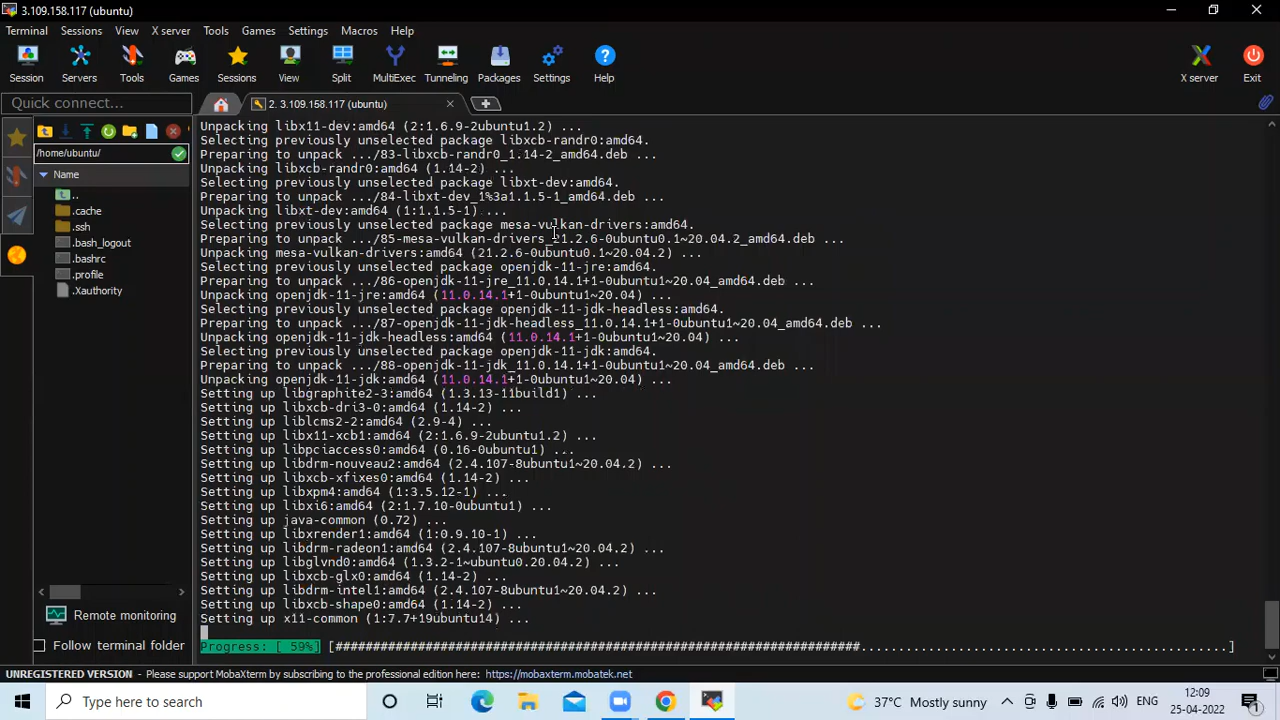 3.109.158.117 (ubuntu)
Terminal Sessions View X server Tools Games Settings Macros Help
Session Servers Tools Games Sessions View Split MultiExec Tunneling Packages Settings Help X server Exit
Quick connect...
2. 3.109.158.117 (ubuntu)
/home/ubuntu/
Name
..
.cache
.ssh
.bash_logout
.bashrc
.profile
.Xauthority
Remote monitoring
Follow terminal folder
Unpacking libx11-dev:amd64 (2:1.6.9-2ubuntu1.2) ...
Selecting previously unselected package libxcb-randr0:amd64.
Preparing to unpack .../83-libxcb-randr0_1.14-2_amd64.deb ...
Unpacking libxcb-randr0:amd64 (1.14-2) ...
Selecting previously unselected package libxt-dev:amd64.
Preparing to unpack .../84-libxt-dev_1%3a1.1.5-1_amd64.deb ...
Unpacking libxt-dev:amd64 (1:1.1.5-1) ...
Selecting previously unselected package mesa-vulkan-drivers:amd64.
Preparing to unpack .../85-mesa-vulkan-drivers_21.2.6-0ubuntu0.1~20.04.2_amd64.deb ...
Unpacking mesa-vulkan-drivers:amd64 (21.2.6-0ubuntu0.1~20.04.2) ...
Selecting previously unselected package openjdk-11-jre:amd64.
Preparing to unpack .../86-openjdk-11-jre_11.0.14.1+1-0ubuntu1~20.04_amd64.deb ...
Unpacking openjdk-11-jre:amd64 (11.0.14.1+1-0ubuntu1~20.04) ...
Selecting previously unselected package openjdk-11-jdk-headless:amd64.
Preparing to unpack .../87-openjdk-11-jdk-headless_11.0.14.1+1-0ubuntu1~20.04_amd64.deb ...
Unpacking openjdk-11-jdk-headless:amd64 (11.0.14.1+1-0ubuntu1~20.04) ...
Selecting previously unselected package openjdk-11-jdk:amd64.
Preparing to unpack .../88-openjdk-11-jdk_11.0.14.1+1-0ubuntu1~20.04_amd64.deb ...
Unpacking openjdk-11-jdk:amd64 (11.0.14.1+1-0ubuntu1~20.04) ...
Setting up libgraphite2-3:amd64 (1.3.13-11build1) ...
Setting up libxcb-dri3-0:amd64 (1.14-2) ...
Setting up liblcms2-2:amd64 (2.9-4) ...
Setting up libx11-xcb1:amd64 (2:1.6.9-2ubuntu1.2) ...
Setting up libpciaccess0:amd64 (0.16-0ubuntu1) ...
Setting up libdrm-nouveau2:amd64 (2.4.107-8ubuntu1~20.04.2) ...
Setting up libxcb-xfixes0:amd64 (1.14-2) ...
Setting up libxpm4:amd64 (1:3.5.12-1) ...
Setting up libxi6:amd64 (2:1.7.10-0ubuntu1) ...
Setting up java-common (0.72) ...
Setting up libxrender1:amd64 (1:0.9.10-1) ...
Setting up libdrm-radeon1:amd64 (2.4.107-8ubuntu1~20.04.2) ...
Setting up libglvnd0:amd64 (1.3.2-1~ubuntu0.20.04.2) ...
Setting up libxcb-glx0:amd64 (1.14-2) ...
Setting up libdrm-intel1:amd64 (2.4.107-8ubuntu1~20.04.2) ...
Setting up libxcb-shape0:amd64 (1.14-2) ...
Setting up x11-common (1:7.7+19ubuntu14) ...
Progress: [ 59%] [######################################################################.................................................]
UNREGISTERED VERSION - Please support MobaXterm by subscribing to the professional edition here: https://mobaxterm.mobatek.net
Type here to search
37°C Mostly sunny
ENG
12:09
25-04-2022
1